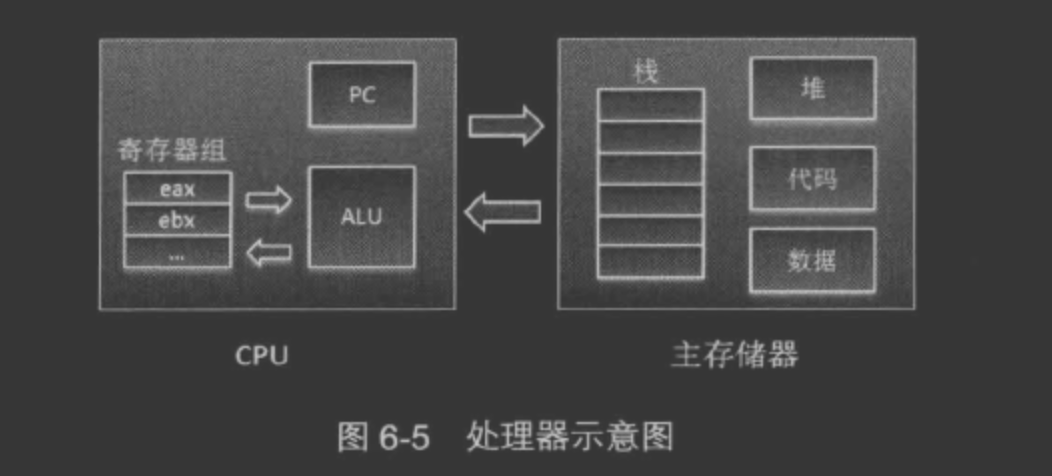 PC
寄存器组
eax
ebx
...
ALU
CPU
栈
堆
代码
数据
主存储器
图 6-5 处理器示意图